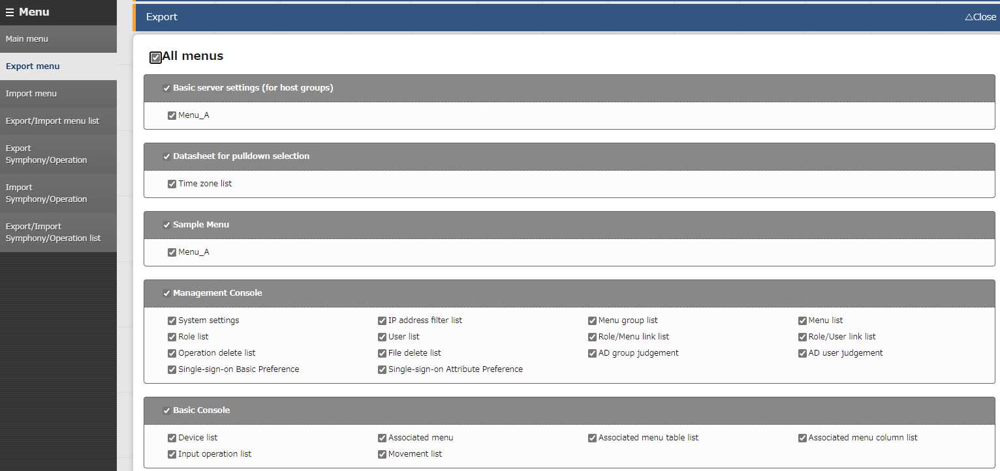 Menu
Main menu
Export menu
Import menu
Export/Import menu list
Export
Symphony/Operation
Import
Symphony/Operation
Export/Import
Symphony/Operation list
Export △Close
All menus
Basic server settings (for host groups)
Menu_A
Datasheet for pulldown selection
Time zone list
Sample Menu
Menu_A
Management Console
System settings IP address filter list Menu group list Menu list
Role list User list Role/Menu link list Role/User link list
Operation delete list File delete list AD group judgement AD user judgement
Single-sign-on Basic Preference Single-sign-on Attribute Preference
Basic Console
Device list Associated menu Associated menu table list Associated menu column list
Input operation list Movement list